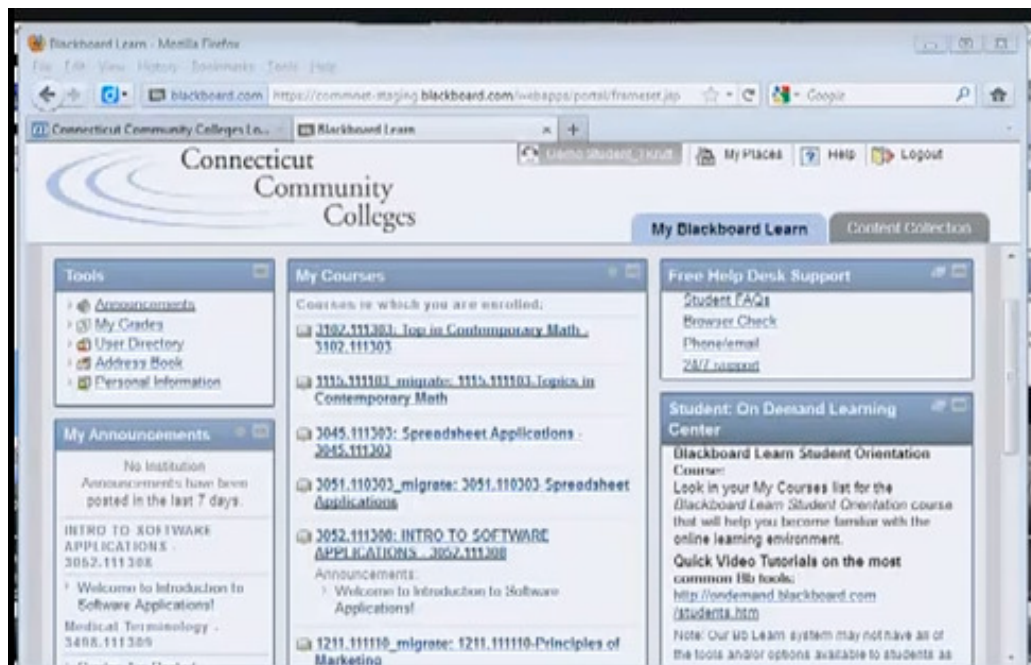 Blackboard Learn - Mozilla Firefox
File Edit View History Bookmarks Tools Help
blackboard.com https://commnet-staging.blackboard.com/webapps/portal/frameset.jsp Google
Connecticut Community Colleges Lo... Blackboard Learn
Connecticut
Community
Colleges
My Places Help Logout
My Blackboard Learn Content Collection
Tools
Announcements
My Grades
User Directory
Address Book
Personal Information
My Announcements
No Institution
Announcements have been
posted in the last 7 days.
INTRO TO SOFTWARE
APPLICATIONS -
3052.111308
Welcome to Introduction to
Software Applications!
Medical Terminology -
3498.111309
My Courses
Courses in which you are enrolled:
3102.111303: Top in Contemporary Math -
3102.111303
1115.111103_migrate: 1115.111103-Topics in
Contemporary Math
3045.111303: Spreadsheet Applications -
3045.111303
3051.110303_migrate: 3051.110303-Spreadsheet
Applications
3052.111308: INTRO TO SOFTWARE
APPLICATIONS - 3052.111308
Announcements:
Welcome to Introduction to Software
Applications!
1211.111110_migrate: 1211.111110-Principles of
Marketing
Free Help Desk Support
Student FAQs
Browser Check
Phone/email
24/7 support
Student: On Demand Learning
Center
Blackboard Learn Student Orientation
Course:
Look in your My Courses list for the
Blackboard Learn Student Orientation course
that will help you become familiar with the
online learning environment.
Quick Video Tutorials on the most
common Bb tools:
http://ondemand.blackboard.com
/students.htm
Note: Our Bb Learn system may not have all of
the tools and/or options available to students as